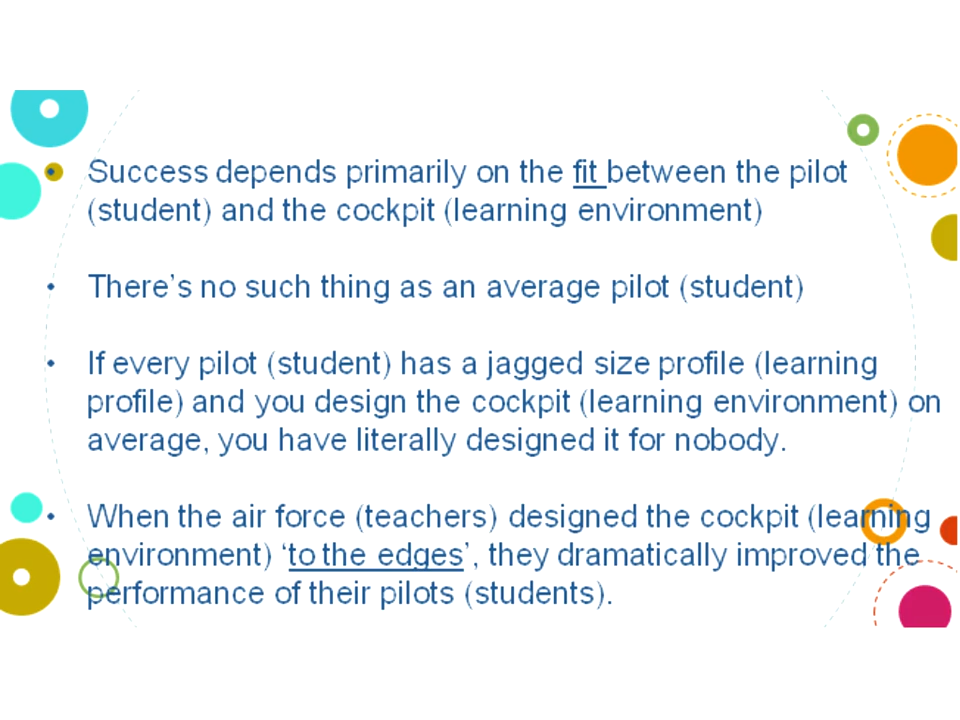 • Success depends primarily on the fit between the pilot
(student) and the cockpit (learning environment)
• There’s no such thing as an average pilot (student)
• If every pilot (student) has a jagged size profile (learning
profile) and you design the cockpit (learning environment) on
average, you have literally designed it for nobody.
• When the air force (teachers) designed the cockpit (learning
environment) ‘to the edges’, they dramatically improved the
performance of their pilots (students).